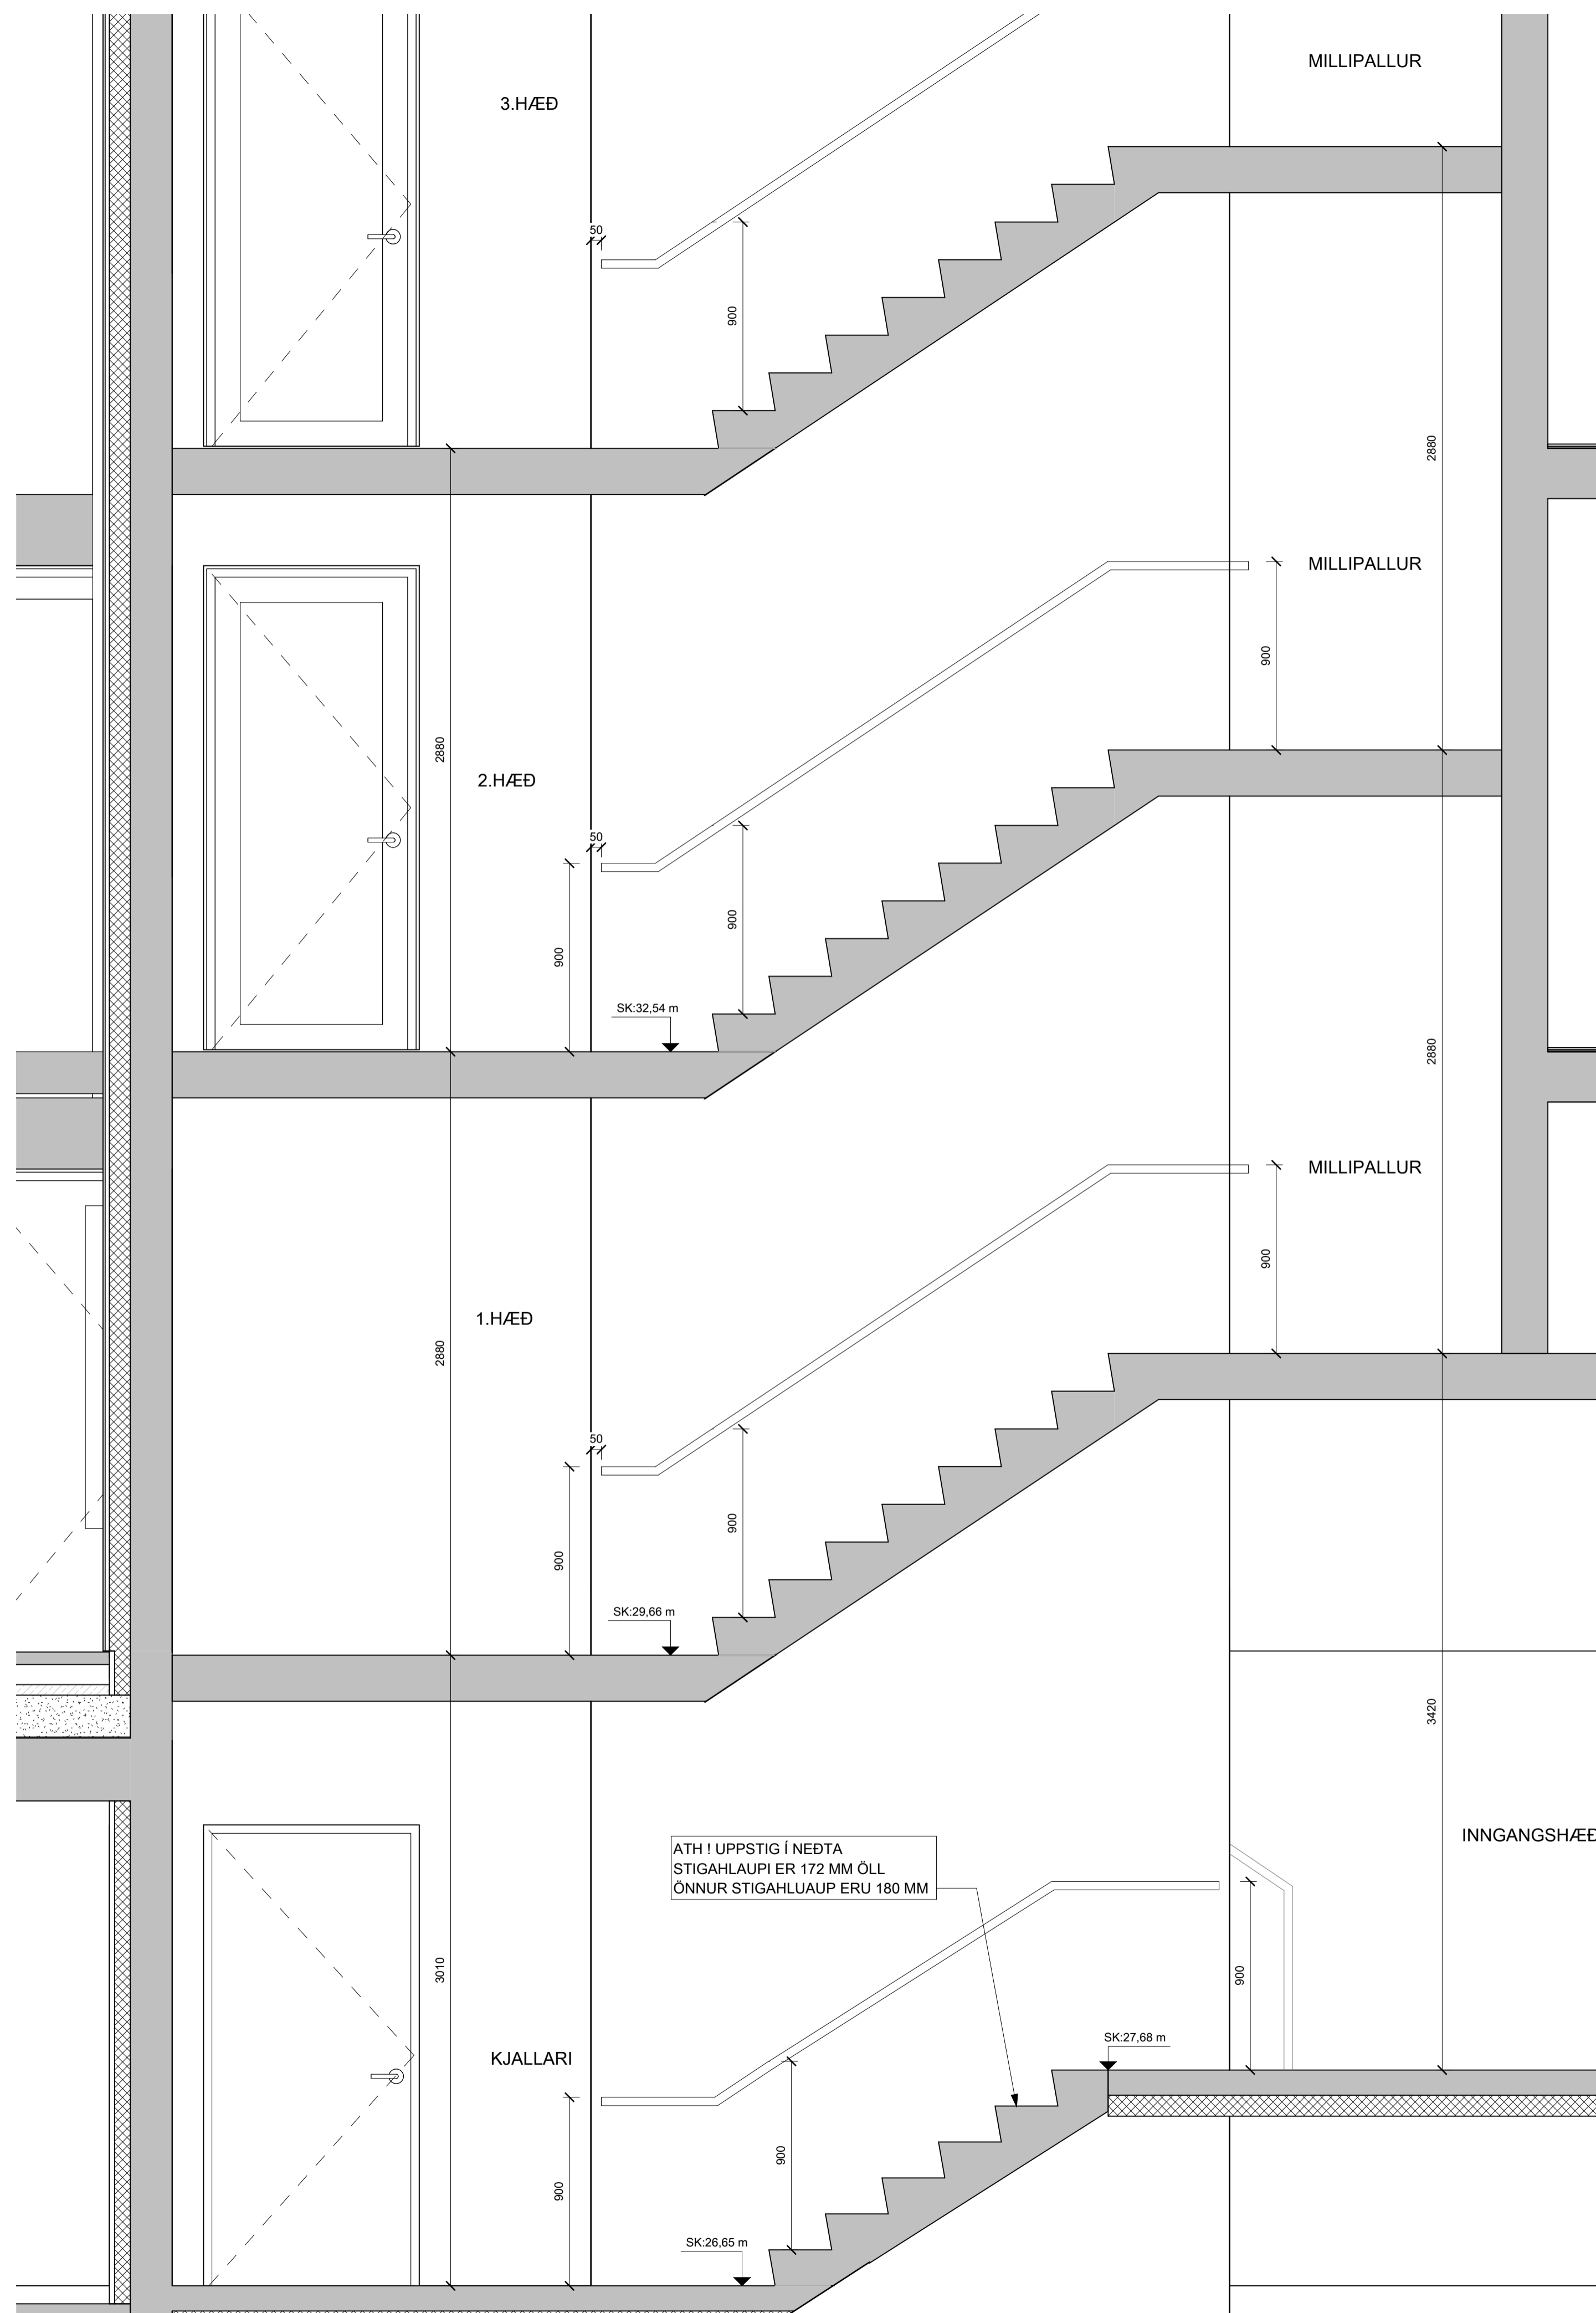 MILLIPALLUR
3.HÆÐ
50
900
2880
2880
MILLIPALLUR
900
2.HÆÐ
50
900
900
SK:32,54 m
2880
2880
MILLIPALLUR
900
1.HÆÐ
50
900
900
SK:29,66 m
3420
ATH ! UPPSTIG Í NEÐTA
STIGAHLAUPI ER 172 MM ÖLL
ÖNNUR STIGAHLUAUP ERU 180 MM
INNGANGSHÆÐ
3010
900
KJALLARI
SK:27,68 m
900
900
SK:26,65 m